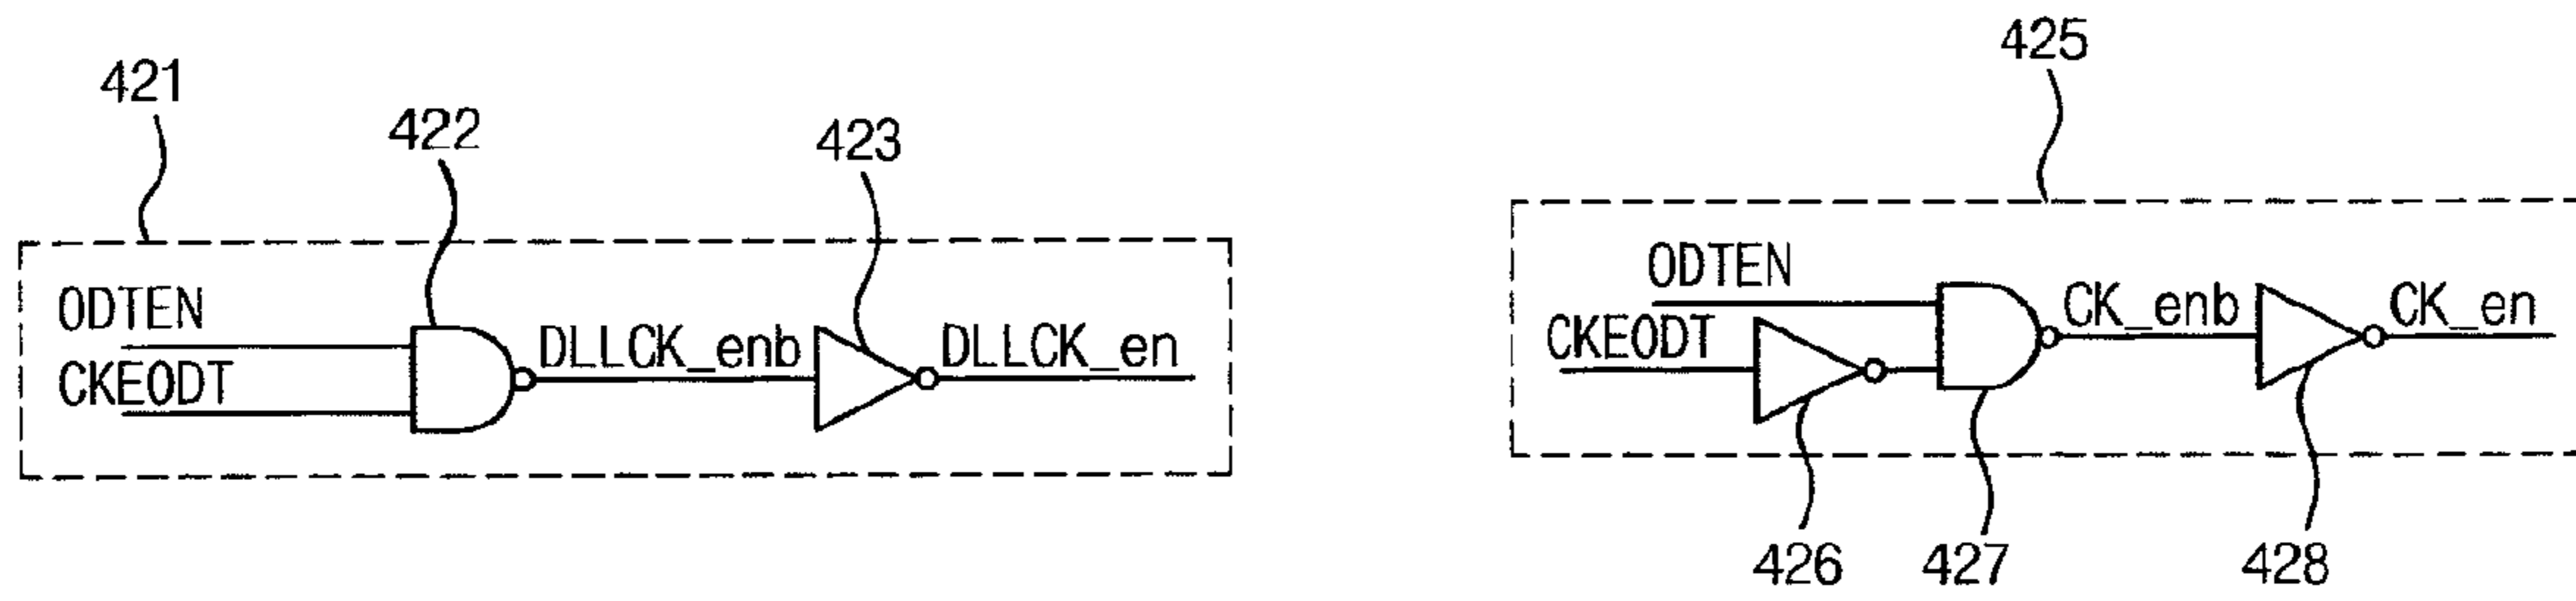 421
422
423
ODTEN
CKEODT
DLLCK_enb
DLLCK_en
425
ODTEN
CKEODT
CK_enb
CK_en
426
427
428